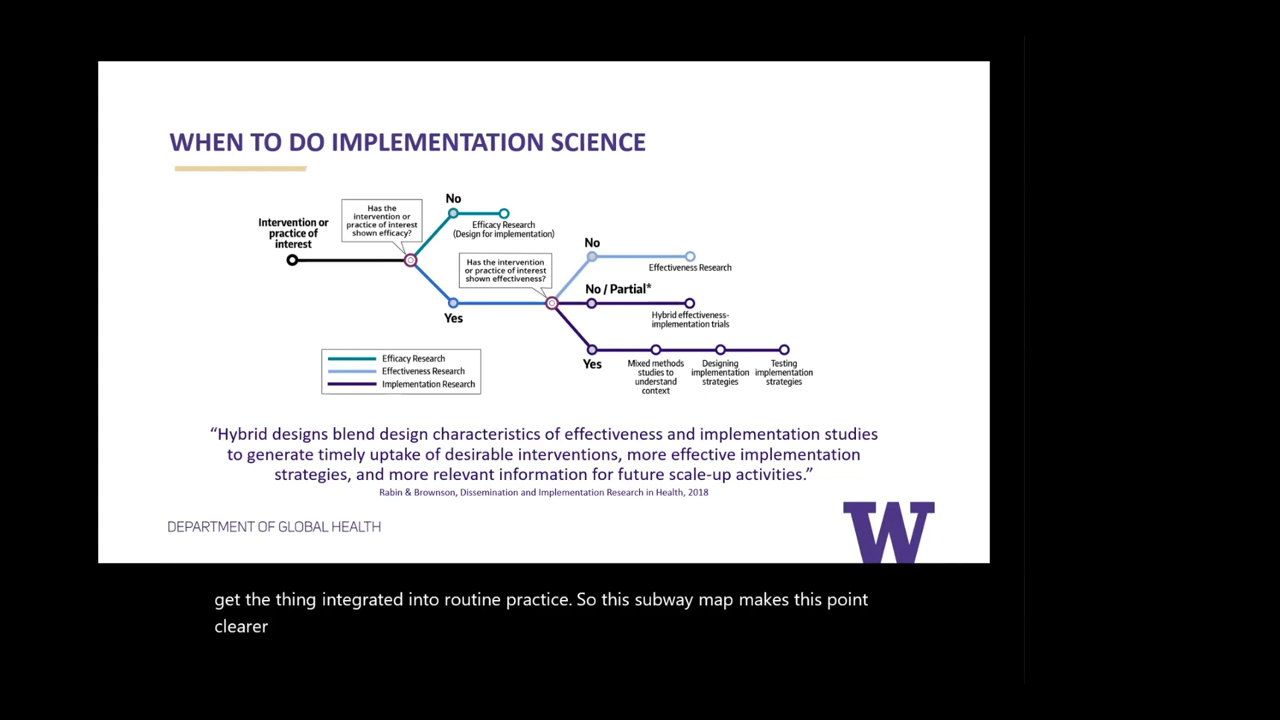 WHEN TO DO IMPLEMENTATION SCIENCE
Intervention or
practice of
interest
Has the
intervention or
practice of interest
shown efficacy?
No
Efficacy Research
(Design for implementation)
Yes
Has the intervention
or practice of interest
shown effectiveness?
No
Effectiveness Research
No / Partial*
Hybrid effectiveness-
implementation trials
Yes
Mixed methods
studies to
understand
context
Designing
implementation
strategies
Testing
implementation
strategies
Efficacy Research
Effectiveness Research
Implementation Research
“Hybrid designs blend design characteristics of effectiveness and implementation studies
to generate timely uptake of desirable interventions, more effective implementation
strategies, and more relevant information for future scale-up activities.”
Rabin & Brownson, Dissemination and Implementation Research in Health, 2018
DEPARTMENT OF GLOBAL HEALTH
W
get the thing integrated into routine practice. So this subway map makes this point
clearer